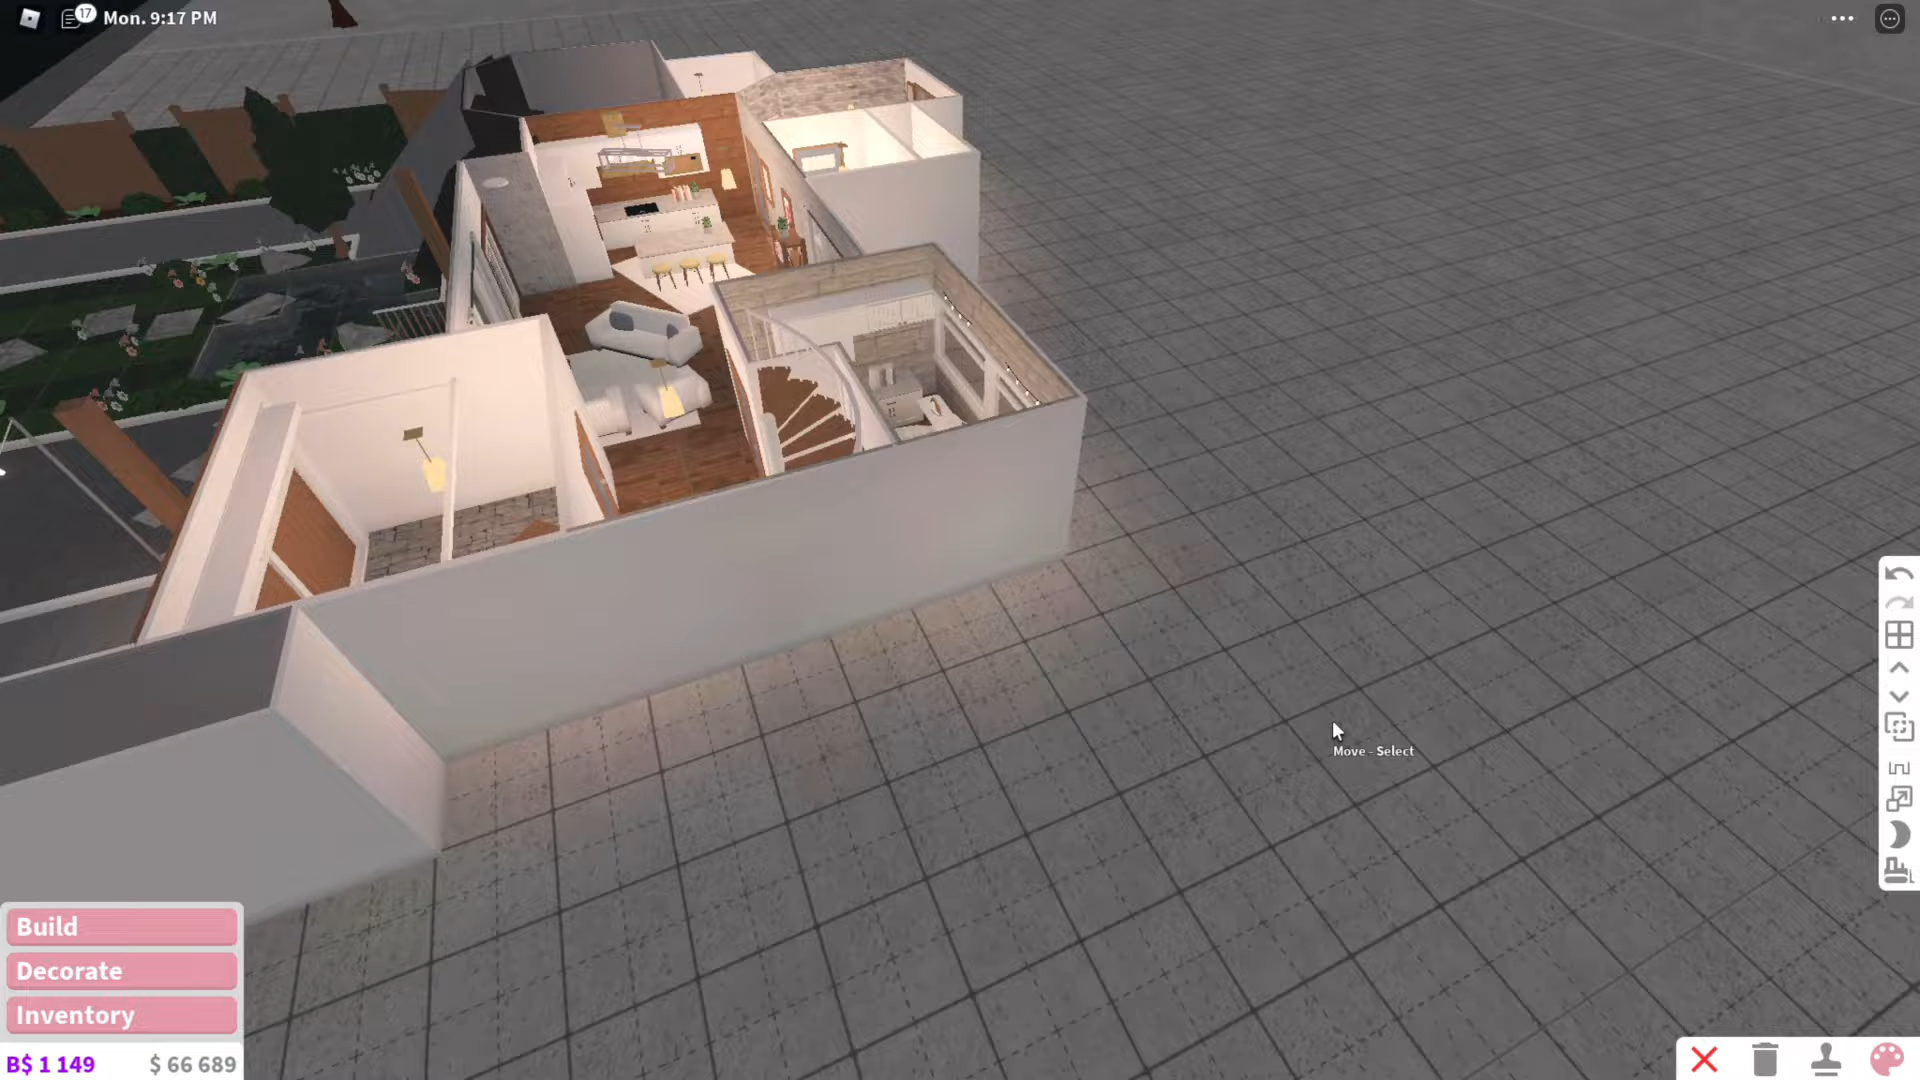 17
Mon. 9:17 PM
Move - Select
Build
Decorate
Inventory
B$ 1 149
$ 66 689